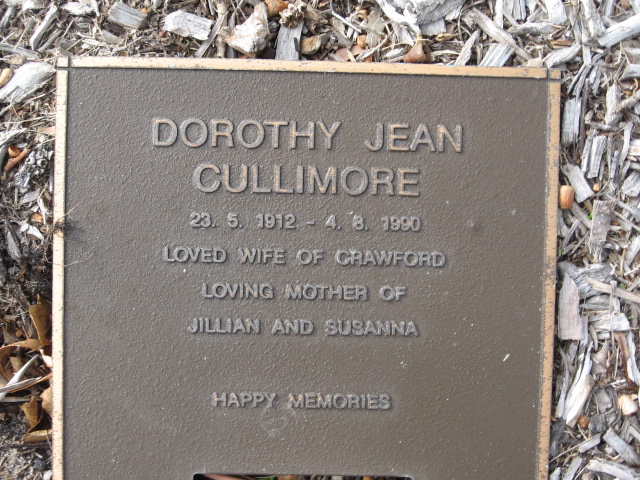 DOROTHY JEAN
CULLIMORE
23. 5. 1912 - 4. 8. 1990
LOVED WIFE OF CRAWFORD
LOVING MOTHER OF
JILLIAN AND SUSANNA
HAPPY MEMORIES